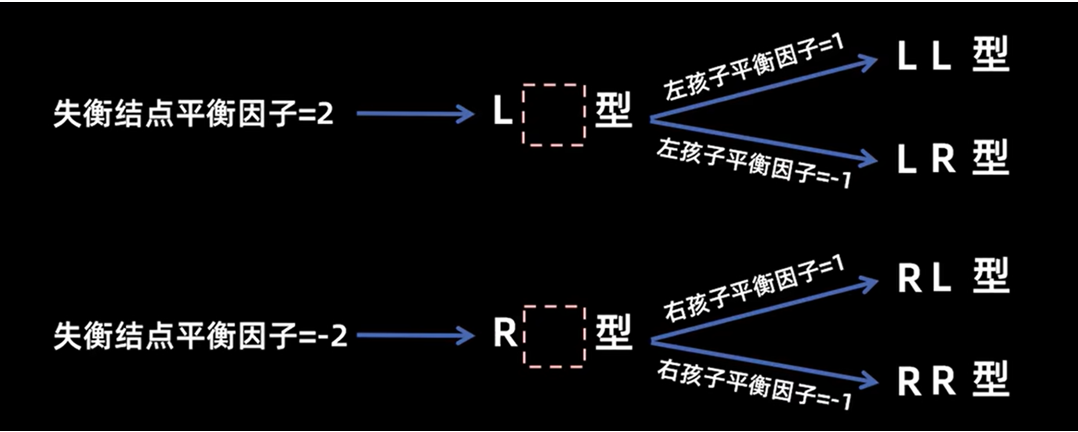 左孩子平衡因子=1
LL 型
失衡结点平衡因子=2
L 型
左孩子平衡因子=-1
LR 型
右孩子平衡因子=1
RL 型
失衡结点平衡因子=-2
R 型
右孩子平衡因子=-1
RR 型